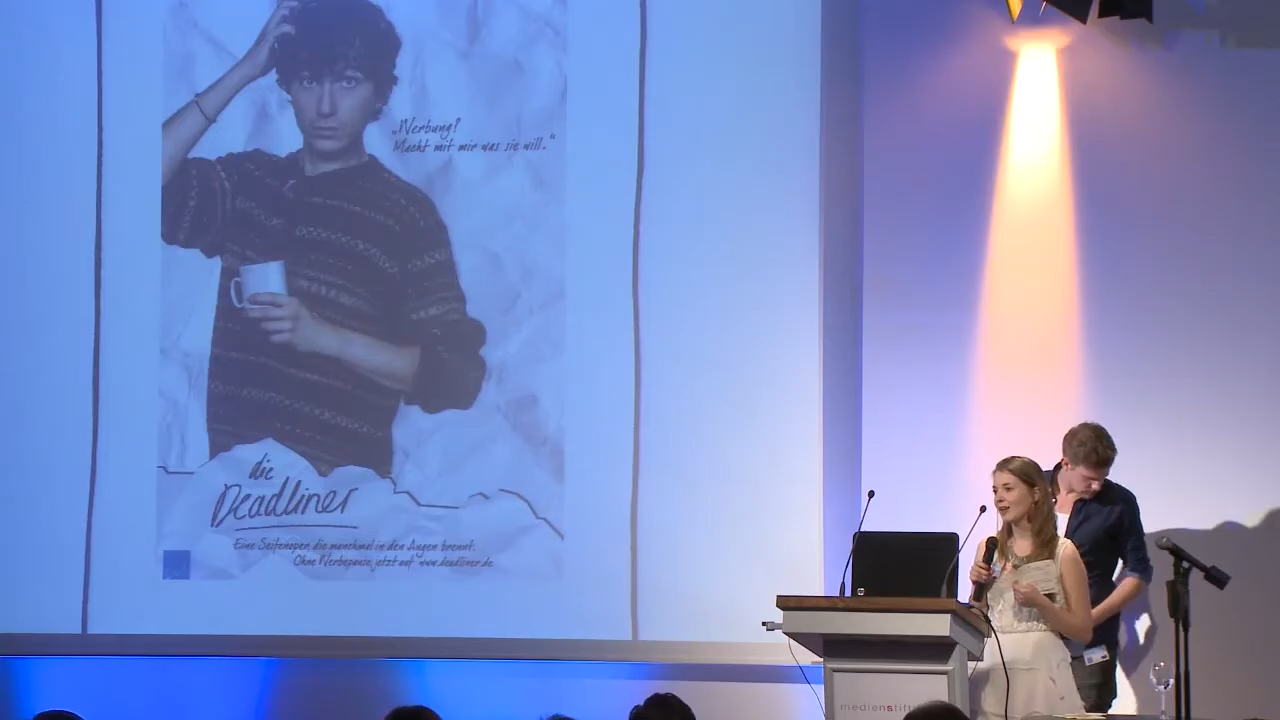 „Werbung?
Macht mit mir was sie will."
die
Deadliner
Eine Seifenoper, die manchmal in den Augen brennt.
Ohne Werbepause, jetzt auf www.deadliner.de
medienstift